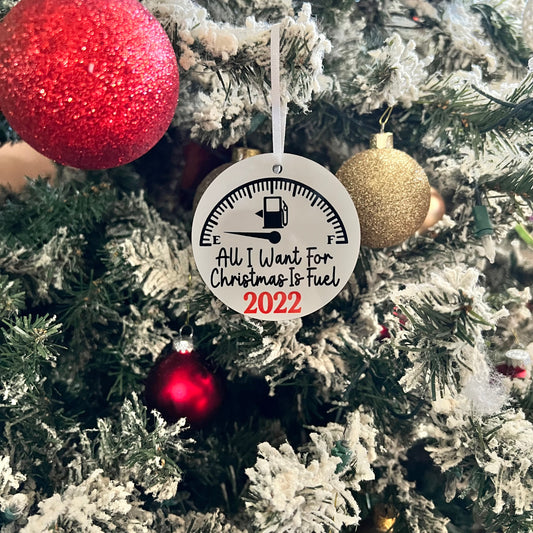 E F
All I Want For
Christmas Is Fuel
2022